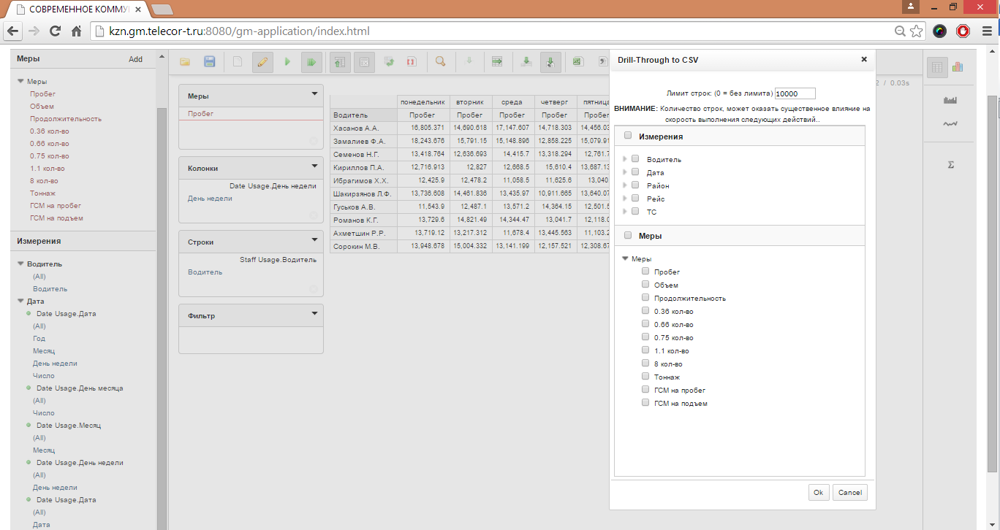 СОВРЕМЕННОЕ КОММУ
kzn.gm.telecor-t.ru:8080/gm-application/index.html
Меры Add
Меры
Пробег
Объем
Продолжительность
0.36 кол-во
0.66 кол-во
0.75 кол-во
1.1 кол-во
8 кол-во
Тоннаж
ГСМ на пробег
ГСМ на подъем
Измерения
Водитель
(All)
Водитель
Дата
Date Usage.Дата
(All)
Год
Месяц
День недели
Число
Date Usage.День месяца
(All)
Число
Date Usage.Месяц
(All)
Месяц
Date Usage.День недели
(All)
День недели
Date Usage.Дата
(All)
Дата
Меры
Пробег
Колонки
Date Usage.День недели
День недели
Строки
Staff Usage.Водитель
Водитель
Фильтр
2 / 0.03s
понедельник вторник среда четверг пятница
Водитель Пробег Пробег Пробег Пробег Пробег
Хасанов А.А. 16,805.371 14,690.618 17,147.607 14,718.303 14,456.03
Замалиев Ф.А. 18,243.676 15,791.15 15,148.896 12,858.225 15,079.91
Семенов Н.Г. 13,418.764 12,636.693 14,415.7 13,318.294 12,761.7
Кириллов П.А. 12,716.913 12,827 12,668.5 15,610.4 13,687.13
Ибрагимов Х.Х. 12,425.9 12,478.2 11,058.5 11,625.6 13,040
Шакирзянов Л.Ф. 13,736.608 14,461.836 13,435.97 10,911.665 13,640.07
Гуськов А.В. 11,543.9 12,487.1 13,571.2 14,364.15 12,501.5
Романов К.Г. 13,729.6 14,821.49 14,344.47 13,041.7 12,118.0
Ахметшин Р.Р. 13,719.12 13,217.312 11,678.4 13,445.563 11,103.2
Сорокин М.В. 13,948.678 15,004.332 13,141.199 12,157.521 12,308.67
Drill-Through to CSV
Лимит строк: (0 = без лимита) 10000
ВНИМАНИЕ: Количество строк, может оказать существенное влияние на
скорость выполнения следующих действий..
Измерения
Водитель
Дата
Район
Рейс
ТС
Меры
Меры
Пробег
Объем
Продолжительность
0.36 кол-во
0.66 кол-во
0.75 кол-во
1.1 кол-во
8 кол-во
Тоннаж
ГСМ на пробег
ГСМ на подъем
Ok Cancel